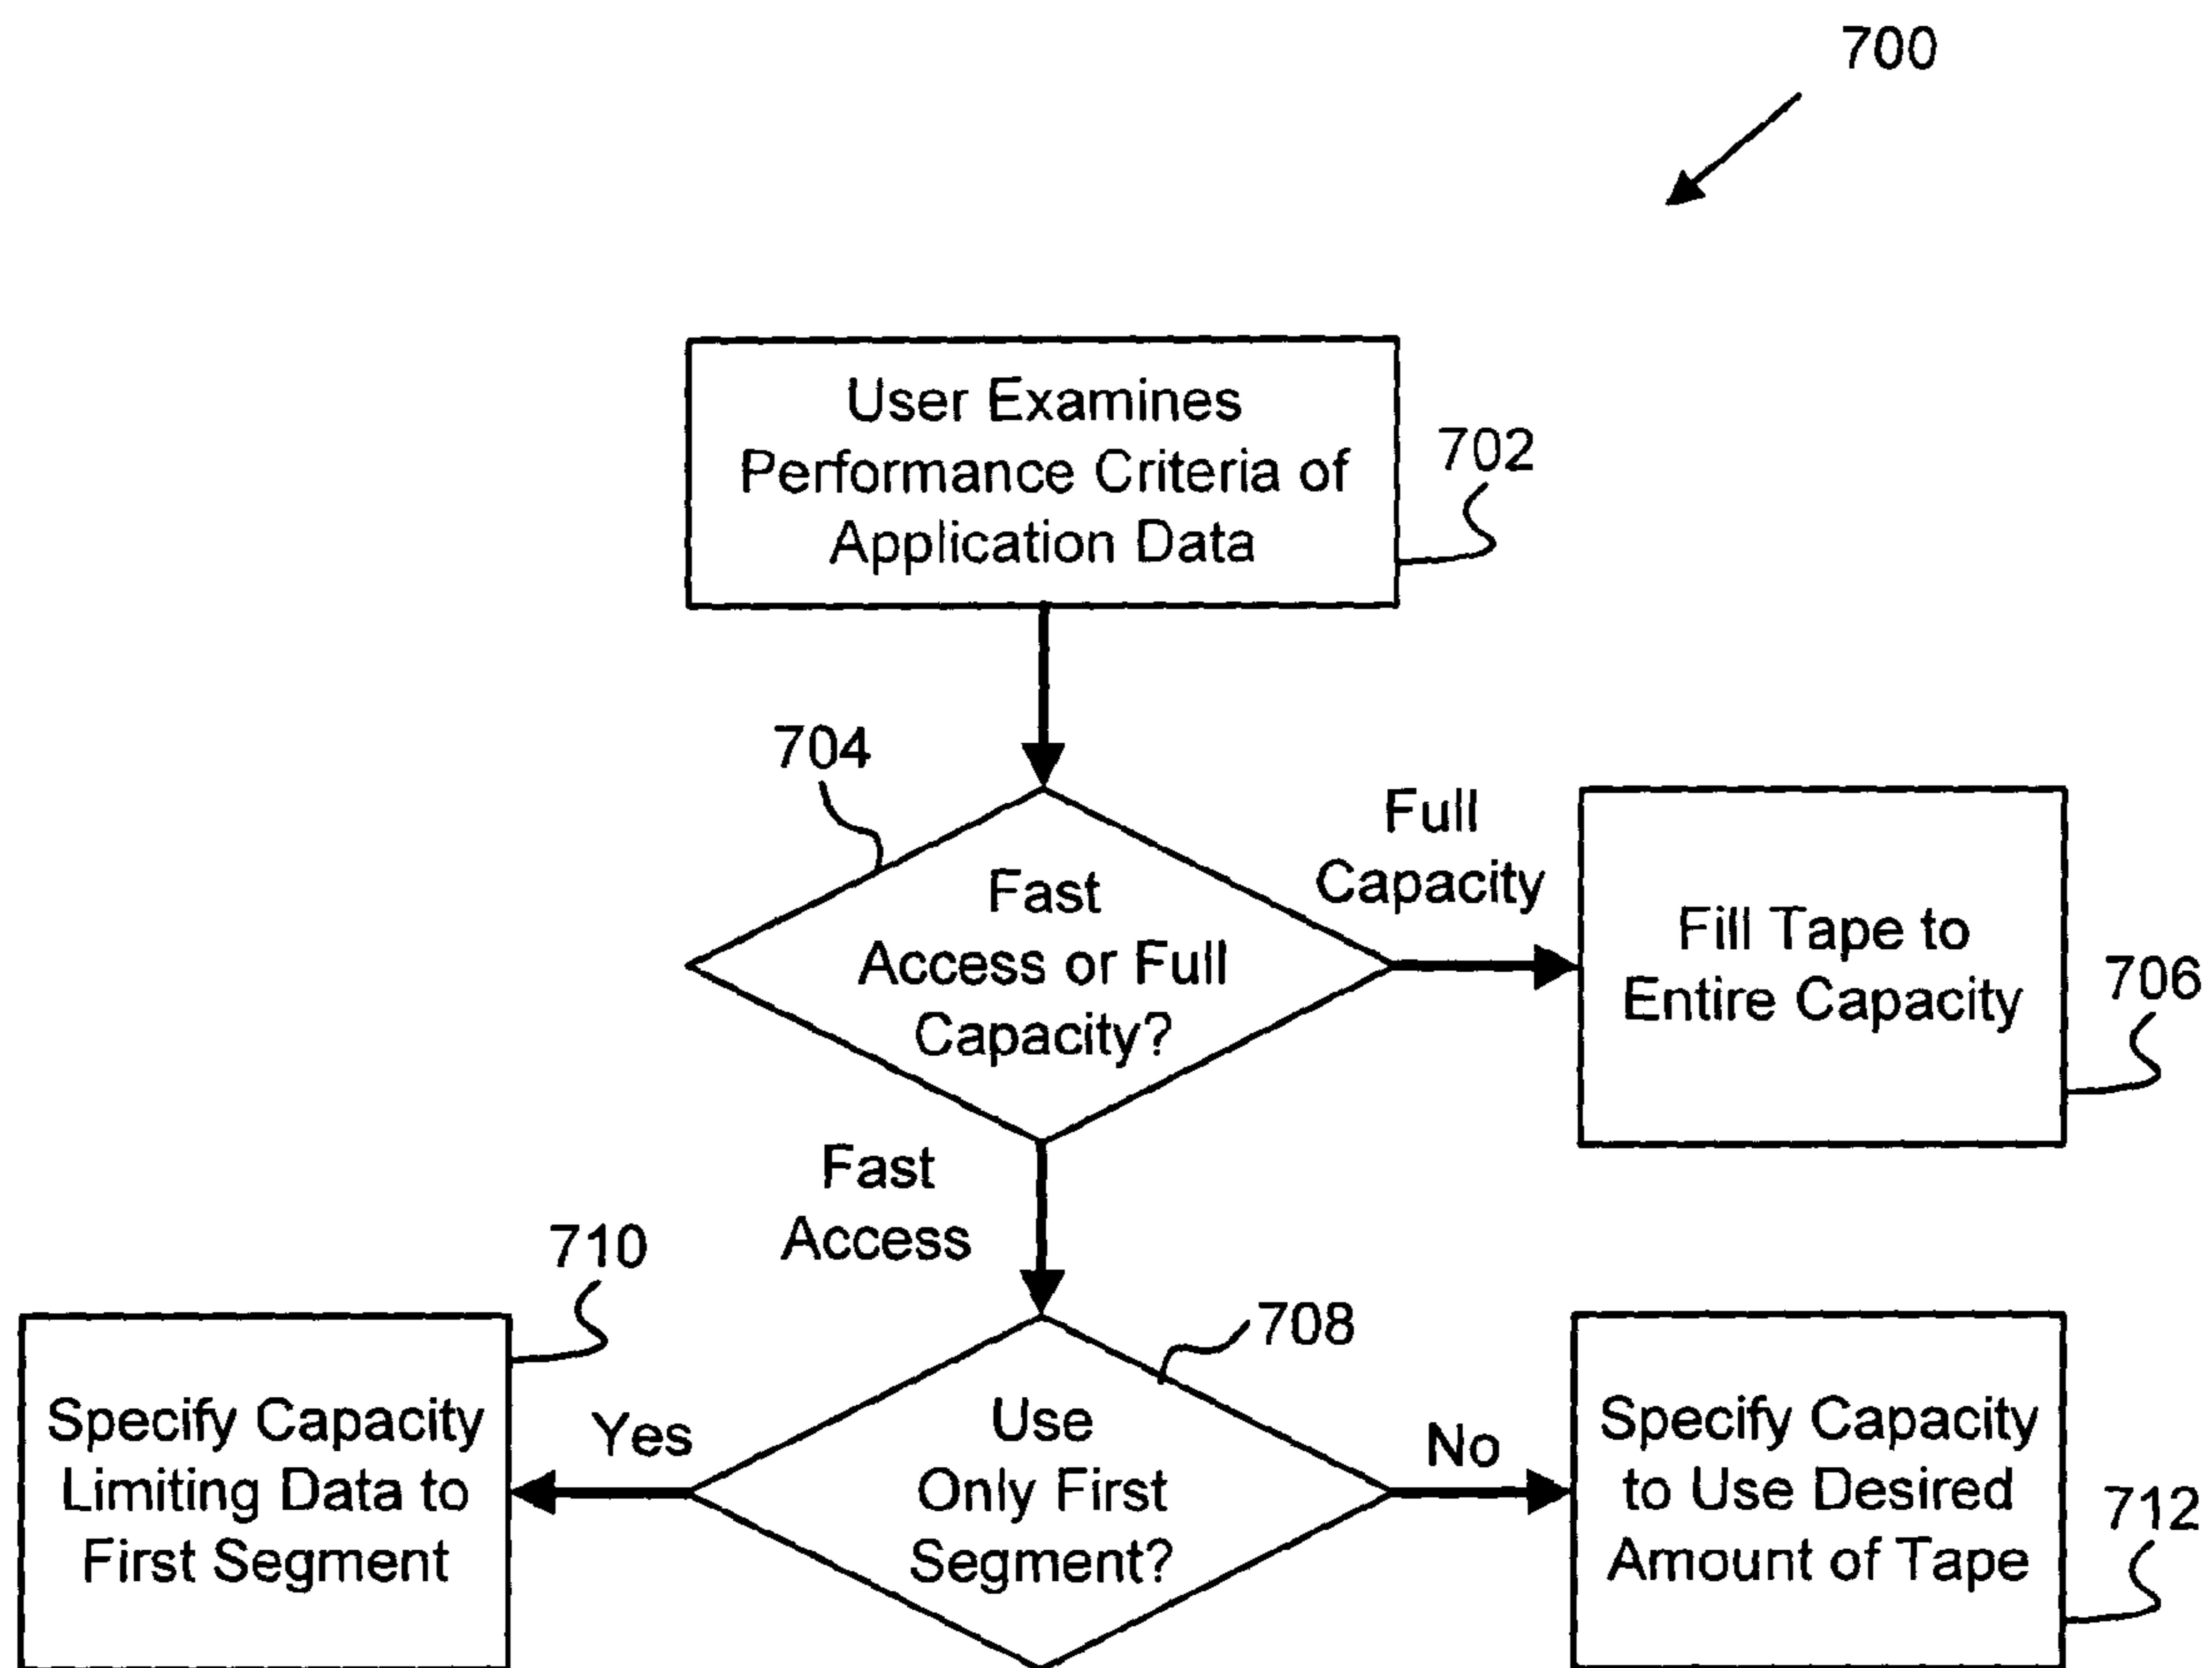 700
User Examines
Performance Criteria of
Application Data
702
704
Fast
Access or Full
Capacity?
Full
Capacity
Fill Tape to
Entire Capacity
706
Fast
Access
710
708
Specify Capacity
Limiting Data to
First Segment
Yes
Use
Only First
Segment?
No
Specify Capacity
to Use Desired
Amount of Tape
712